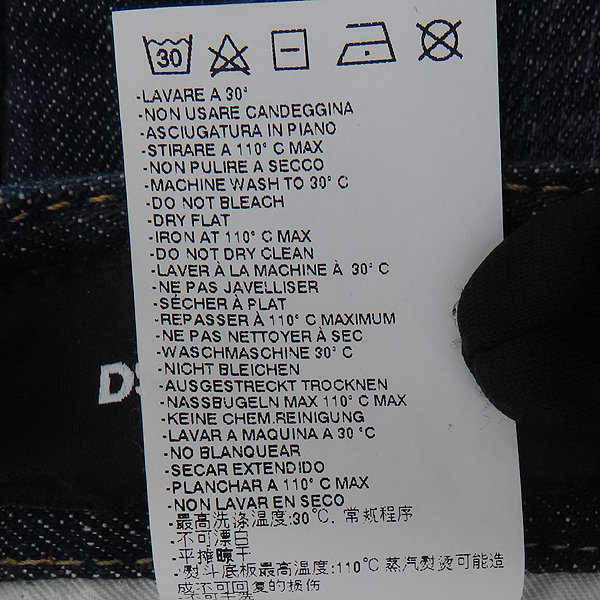 30
-LAVARE A 30°
-NON USARE CANDEGGINA
-ASCIUGATURA IN PIANO
-STIRARE A 110° C MAX
-NON PULIRE A SECCO
-MACHINE WASH TO 30° C
-DO NOT BLEACH
-DRY FLAT
-IRON AT 110° C MAX
-DO NOT DRY CLEAN
-LAVER À LA MACHINE À 30° C
-NE PAS JAVELLISER
-SÉCHER À PLAT
-REPASSER À 110° C MAXIMUM
-NE PAS NETTOYER À SEC
-WASCHMASCHINE 30° C
-NICHT BLEICHEN
-AUSGESTRECKT TROCKNEN
-NASSBUGELN MAX 110° C MAX
-KEINE CHEM.REINIGUNG
-LAVAR A MAQUINA A 30 °C
-NO BLANQUEAR
-SECAR EXTENDIDO
-PLANCHAR A 110° C MAX
-NON LAVAR EN SECO
-最高洗涤温度:30℃. 常规程序
-不可漂白
-平摊晾干
-熨斗底板最高温度:110℃ 蒸汽熨烫可能造
成不可回复的损伤
-不可干洗